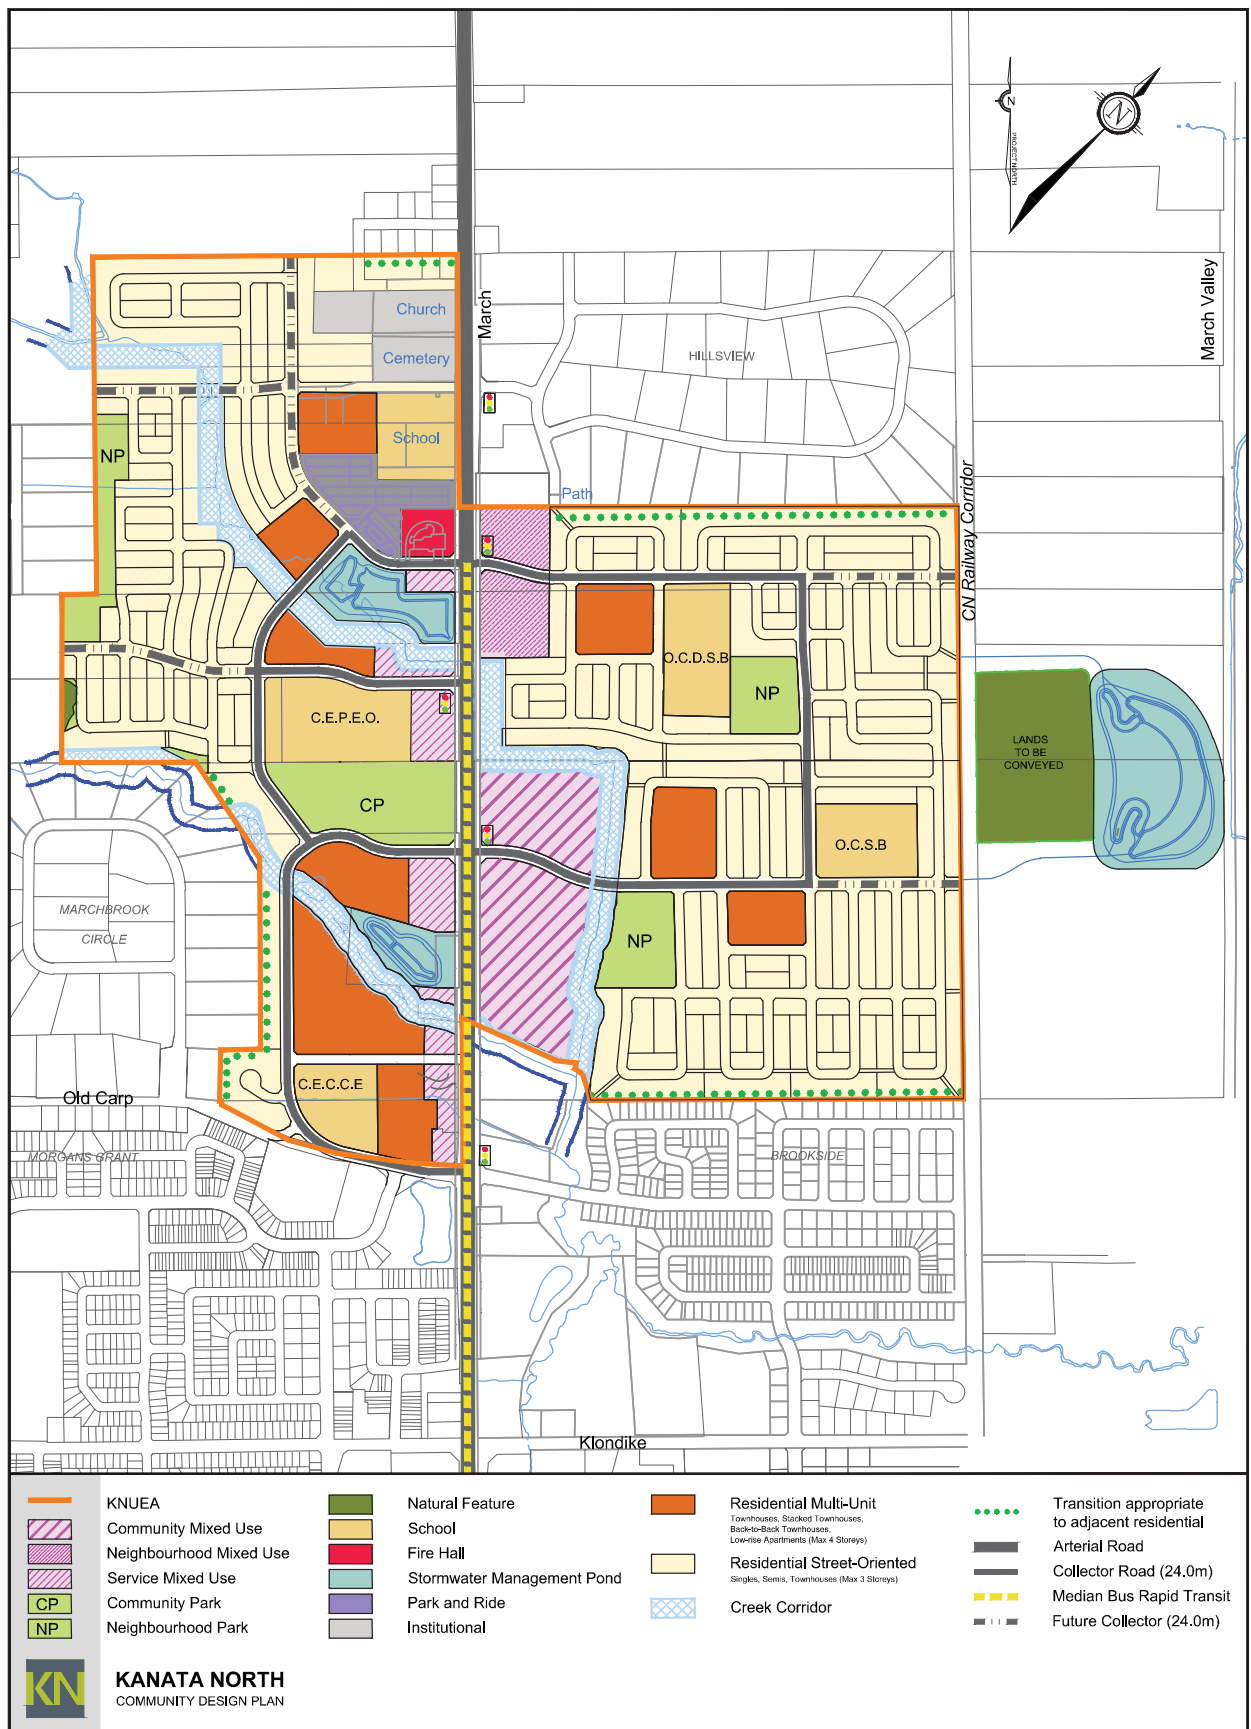 N
PROJECT NORTH
N
March Valley
March
Church
Cemetery
HILLSVIEW
School
NP
Path
CN Railway Corridor
O.C.D.S.B
NP
C.E.P.E.O.
LANDS
TO BE
CONVEYED
CP
O.C.S.B
MARCHBROOK
CIRCLE
NP
C.E.C.C.E
Old Carp
MORGANS GRANT
BROOKSIDE
Klondike
KNUEA
Community Mixed Use
Neighbourhood Mixed Use
Service Mixed Use
CP Community Park
NP Neighbourhood Park
Natural Feature
School
Fire Hall
Stormwater Management Pond
Park and Ride
Institutional
Residential Multi-Unit
Townhouses, Stacked Townhouses,
Back-to-Back Townhouses,
Low-rise Apartments (Max 4 Storeys)
Residential Street-Oriented
Singles, Semis, Townhouses (Max 3 Storeys)
Creek Corridor
Transition appropriate
to adjacent residential
Arterial Road
Collector Road (24.0m)
Median Bus Rapid Transit
Future Collector (24.0m)
KN
KANATA NORTH
COMMUNITY DESIGN PLAN